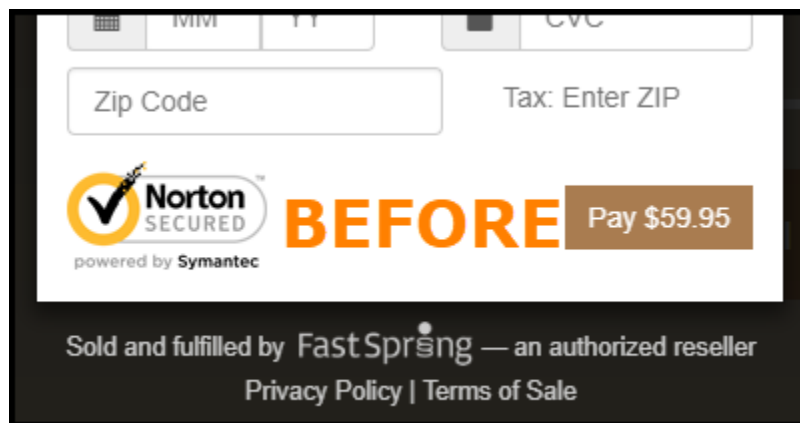 MM YY CVC
Zip Code Tax: Enter ZIP
Norton ™
SECURED
powered by Symantec
BEFORE Pay $59.95
Sold and fulfilled by FastSpring — an authorized reseller
Privacy Policy | Terms of Sale